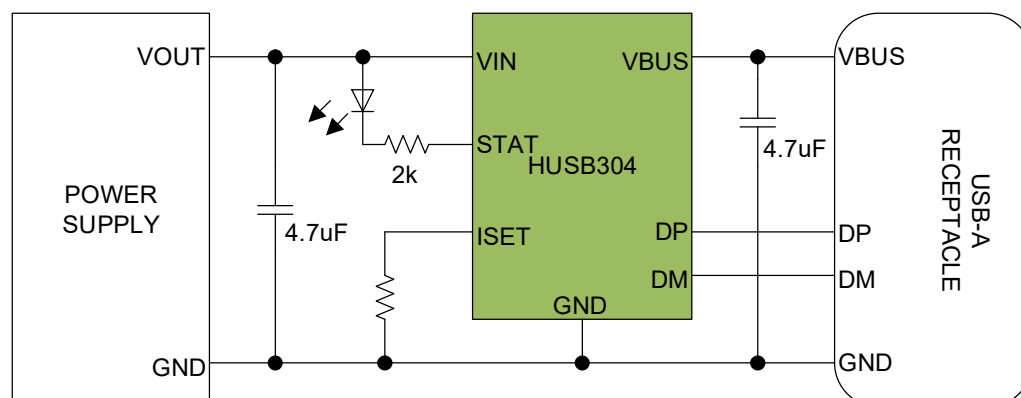 VOUT
VIN
VBUS
VBUS
STAT
HUSB304
2k
4.7uF
POWER
SUPPLY
4.7uF
ISET
DP
DP
DM
DM
GND
GND
GND
USB-A
RECEPTACLE